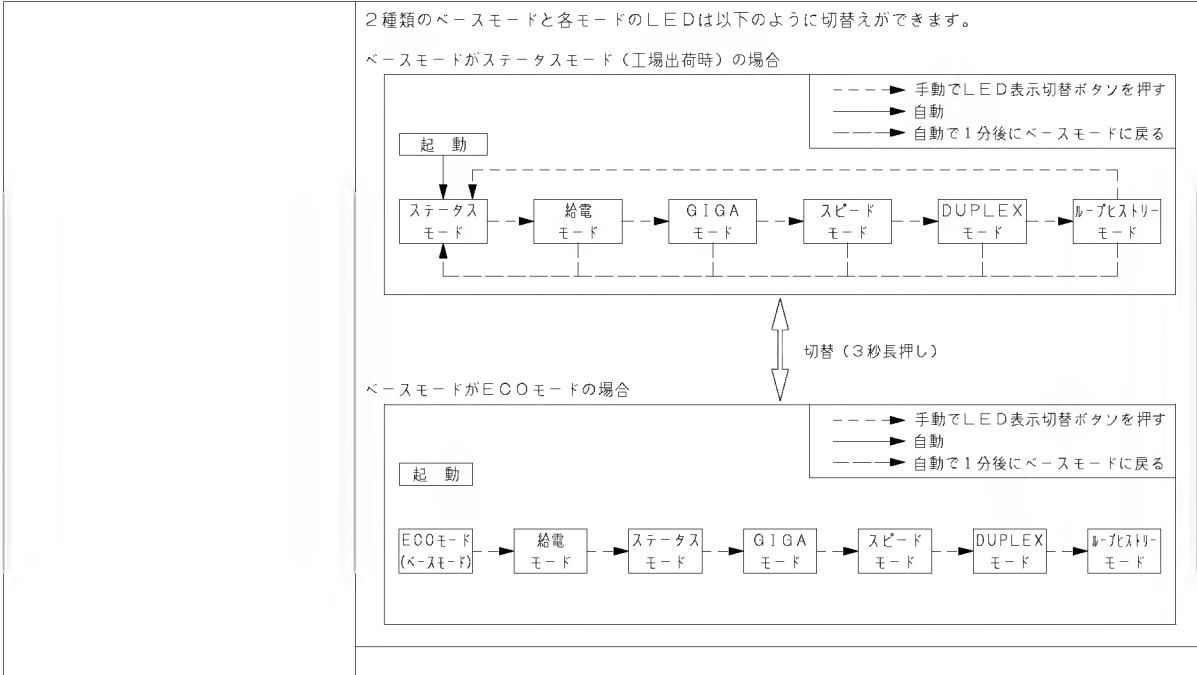 ２種類のベースモードと各モードのＬＥＤは以下のように切替えができます。
ベースモードがステータスモード（工場出荷時）の場合
手動でＬＥＤ表示切替ボタンを押す
自動
自動で１分後にベースモードに戻る
起　動
ステータス
モード
給電
モード
ＧＩＧＡ
モード
スピード
モード
ＤＵＰＬＥＸ
モード
ループヒストリー
モード
切替（３秒長押し）
ベースモードがＥＣＯモードの場合
手動でＬＥＤ表示切替ボタンを押す
自動
自動で１分後にベースモードに戻る
起　動
ECOモード
(ベースモード)
給電
モード
ステータス
モード
ＧＩＧＡ
モード
スピード
モード
DUPLEX
モード
ループヒストリー
モード